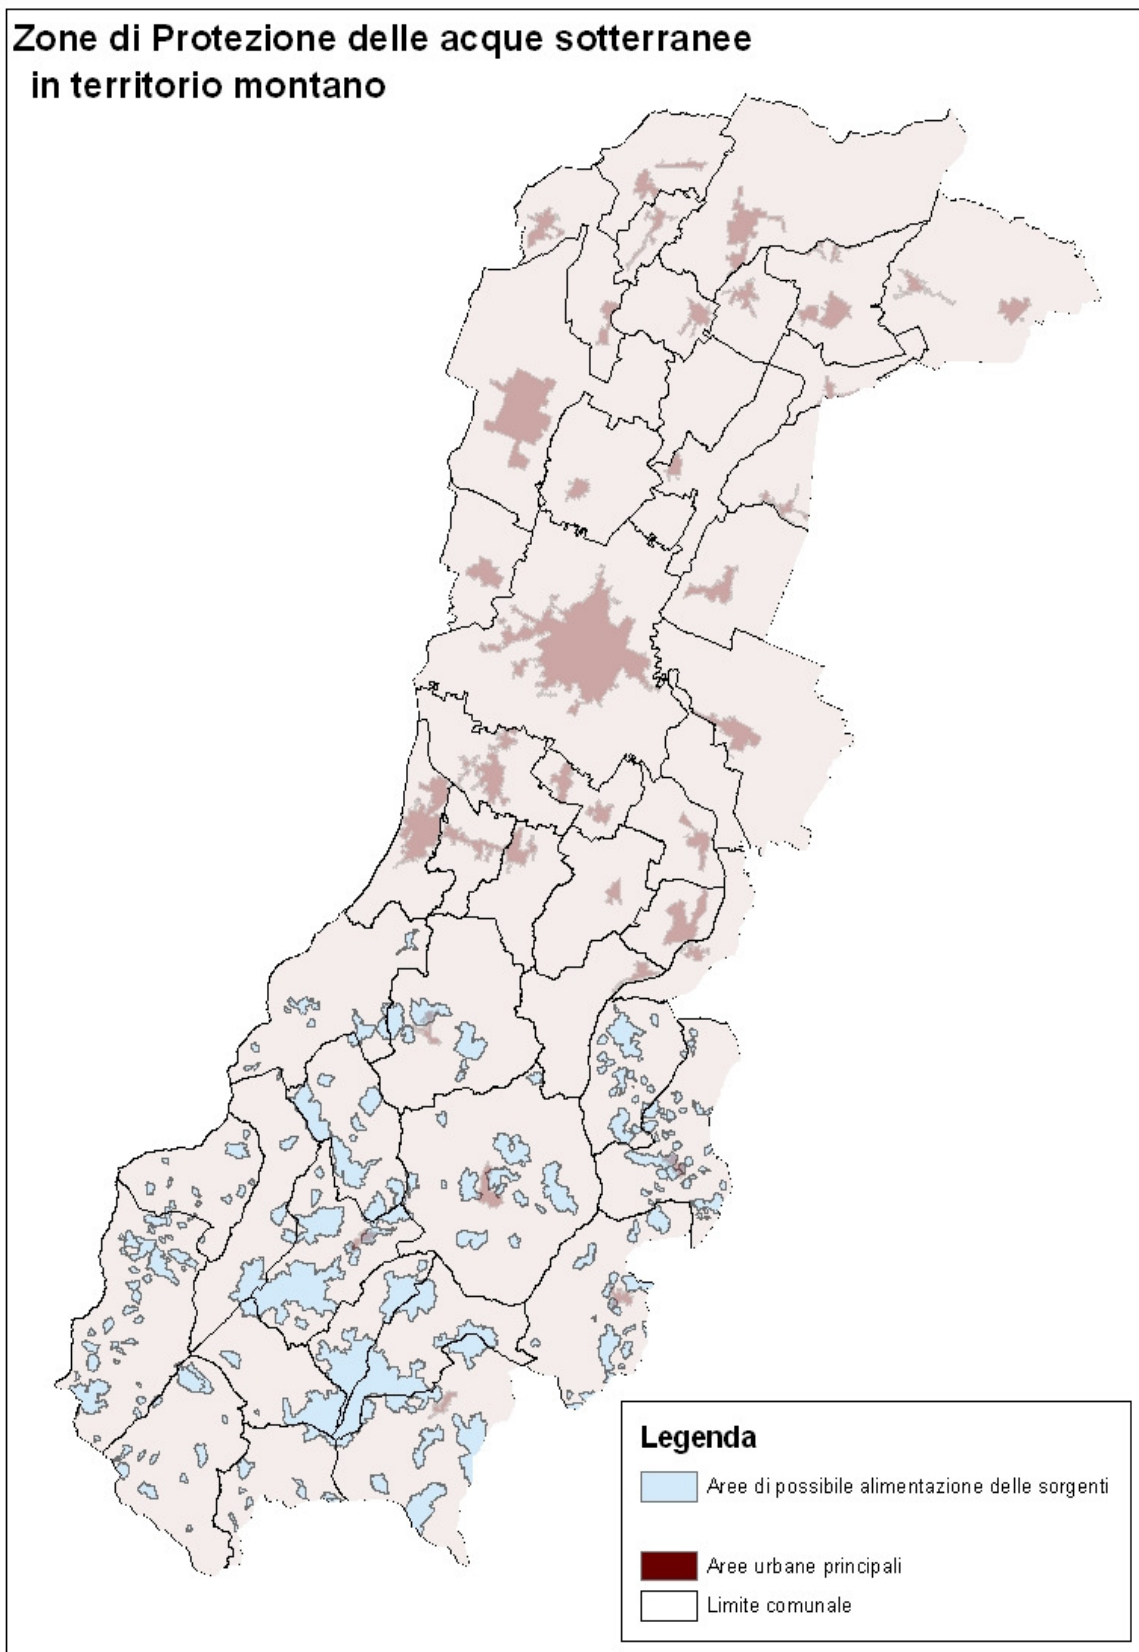 Zone di Protezione delle acque sotterranee
in territorio montano
Legenda
Aree di possibile alimentazione delle sorgenti
Aree urbane principali
Limite comunale